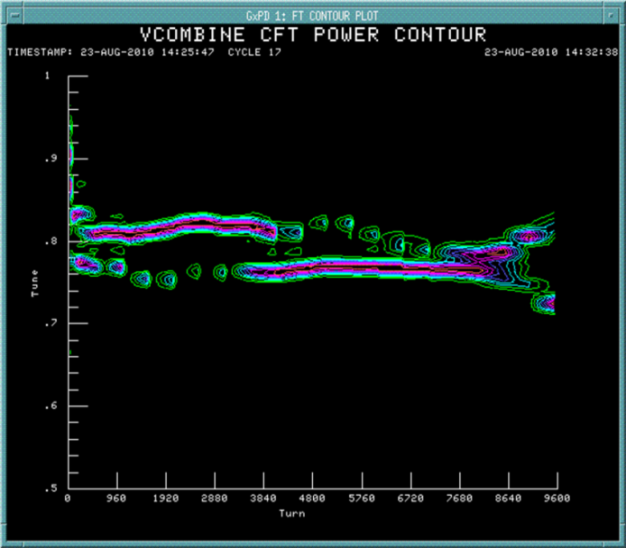 GxPD 1: FT CONTOUR PLOT
VCOMBINE CFT POWER CONTOUR
TIMESTAMP: 23-AUG-2010 14:25:47 CYCLE 17 23-AUG-2010 14:32:38
1
.9
.8
Tune
.7
.6
.5
0 960 1920 2880 3840 4800 5760 6720 7680 8640 9600
Turn